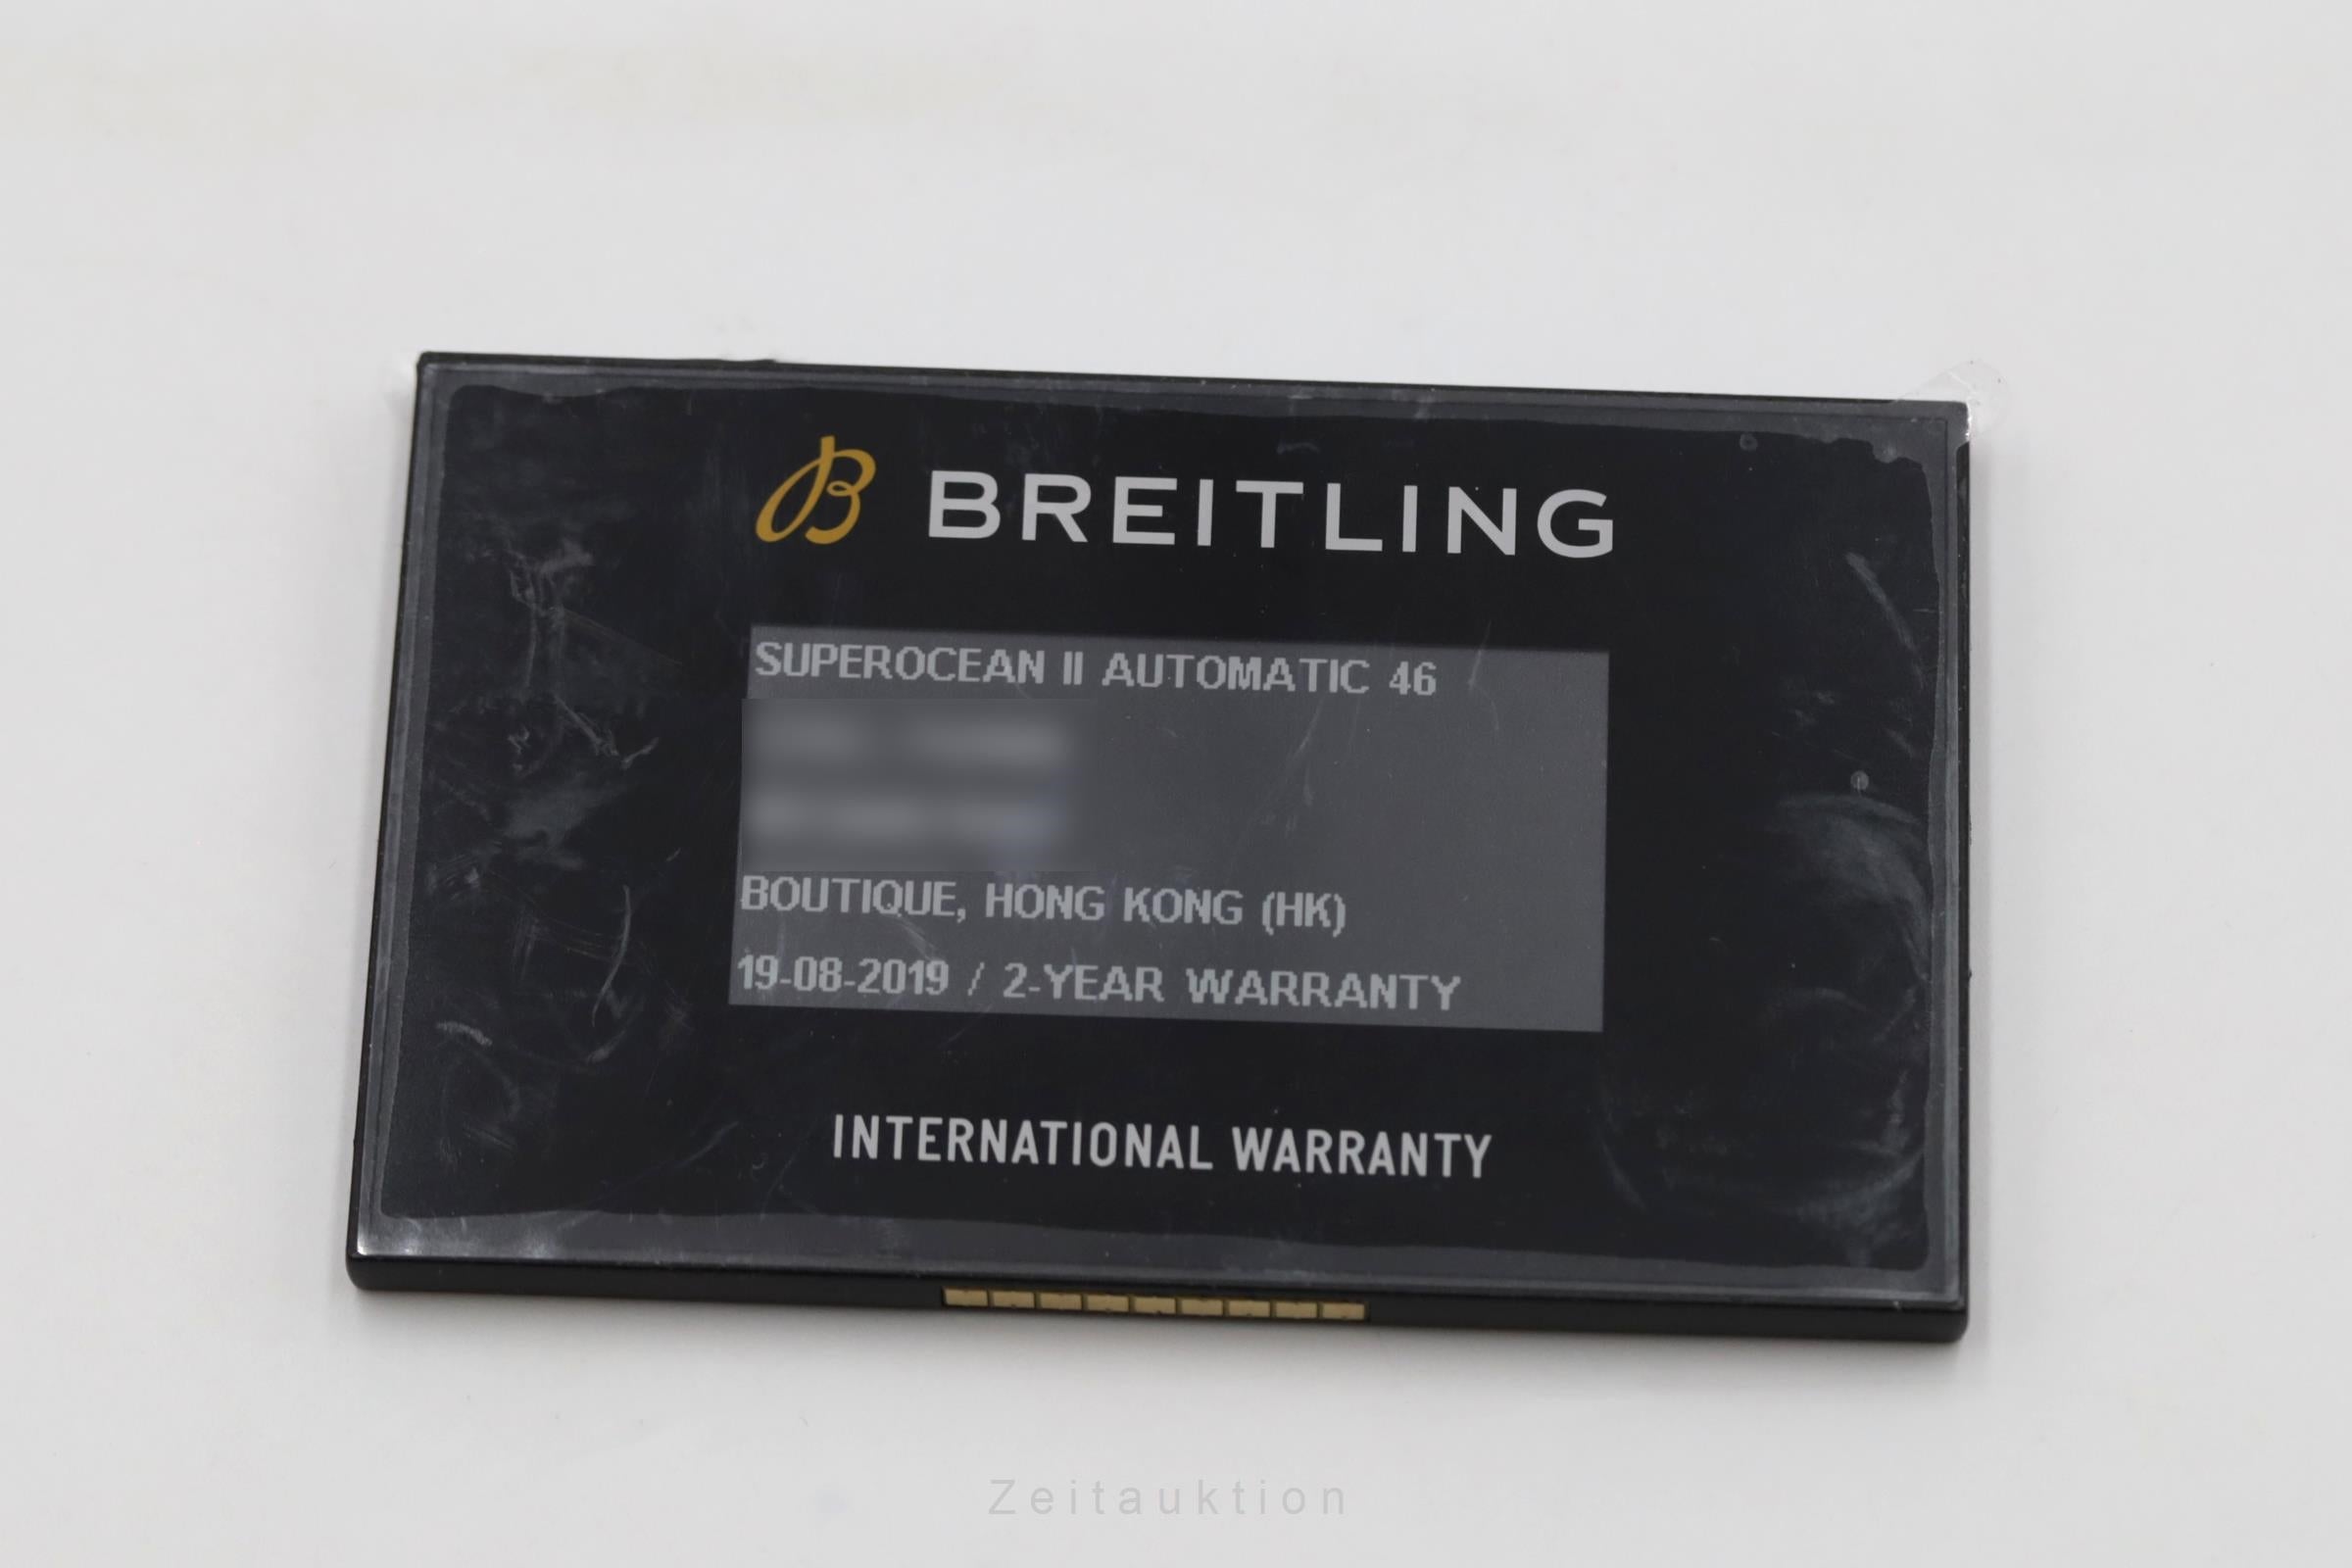 B BREITLING
SUPEROCEAN II AUTOMATIC 46
BOUTIQUE, HONG KONG (HK)
19-08-2019 / 2-YEAR WARRANTY
INTERNATIONAL WARRANTY
Zeitauktion